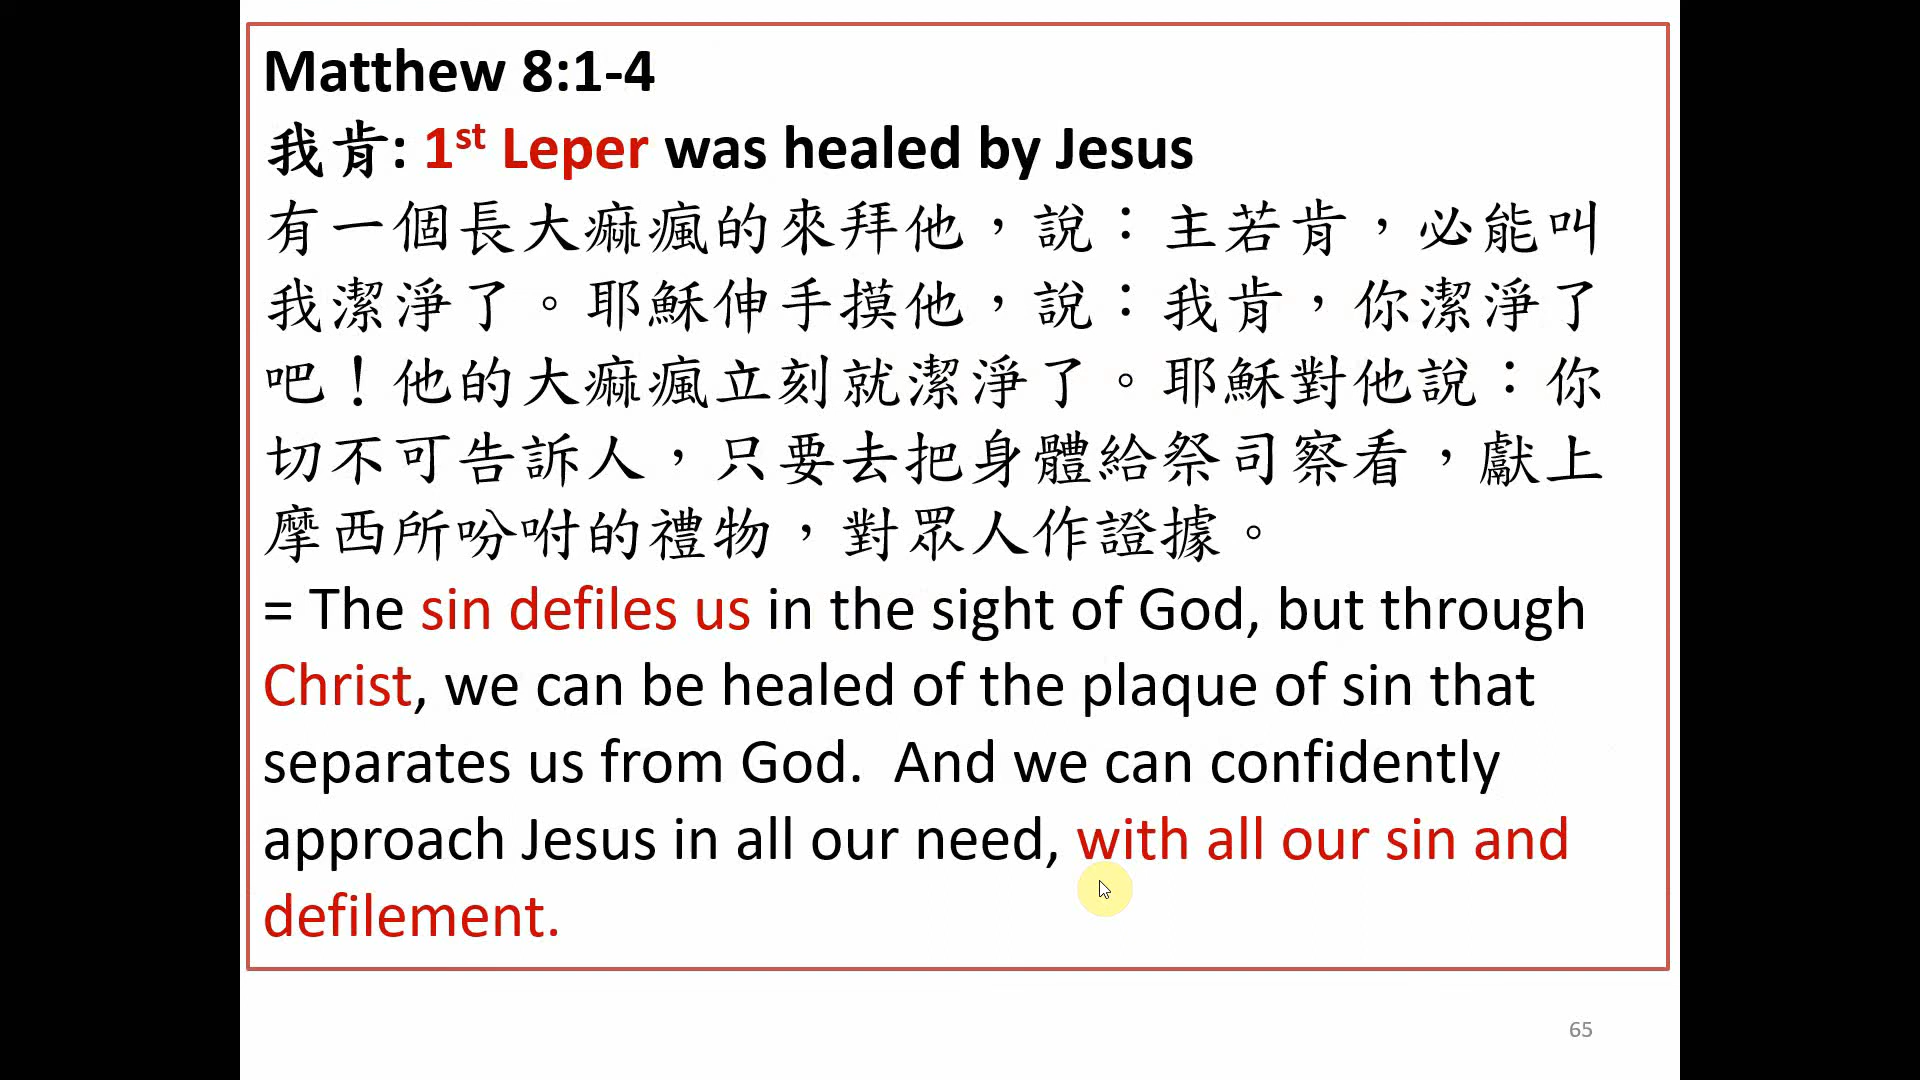 Matthew 8:1-4
我肯: 1st Leper was healed by Jesus
有一個長大痲瘋的來拜他，說：主若肯，必能叫
我潔淨了。耶穌伸手摸他，說：我肯，你潔淨了
吧！他的大痲瘋立刻就潔淨了。耶穌對他說：你
切不可告訴人，只要去把身體給祭司察看，獻上
摩西所吩咐的禮物，對眾人作證據。
= The sin defiles us in the sight of God, but through
Christ, we can be healed of the plaque of sin that
separates us from God.  And we can confidently
approach Jesus in all our need, with all our sin and
defilement.
65